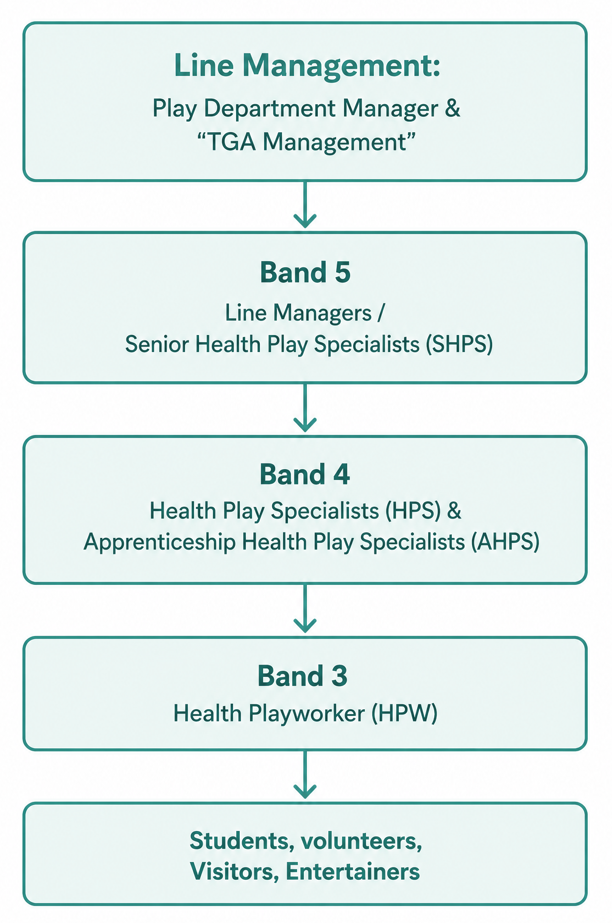 Line Management:
Play Department Manager &
“TGA Management”
Band 5
Line Managers /
Senior Health Play Specialists (SHPS)
Band 4
Health Play Specialists (HPS) &
Apprenticeship Health Play Specialists (AHPS)
Band 3
Health Playworker (HPW)
Students, volunteers,
Visitors, Entertainers